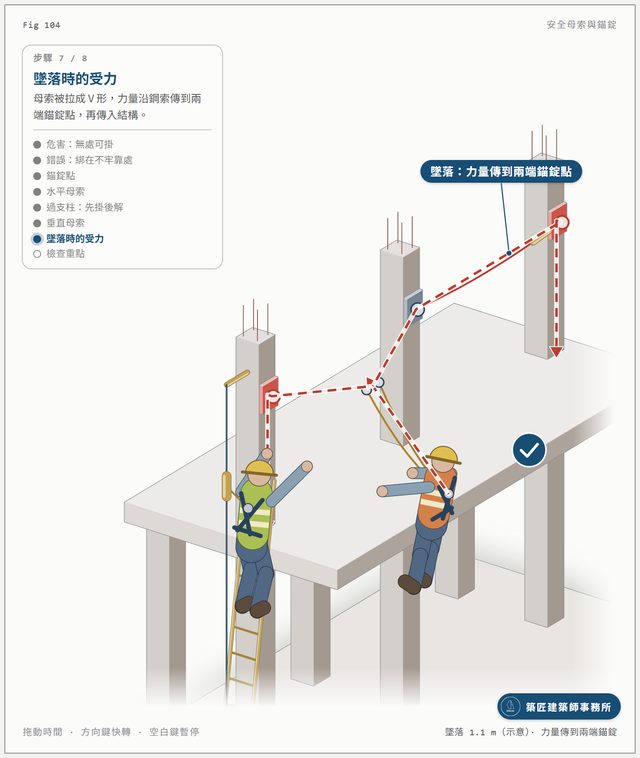 Fig 104
安全母索與錨錠
步驟 7 / 8
墜落時的受力
母索被拉成 V 形，力量沿鋼索傳到兩
端錨錠點，再傳入結構。
危害：無處可掛
錯誤：綁在不牢靠處
錨錠點
水平母索
過支柱：先掛後解
垂直母索
墜落時的受力
檢查重點
墜落：力量傳到兩端錨錠點
築匠建築師事務所
拖動時間 · 方向鍵快轉 · 空白鍵暫停
墜落 1.1 m（示意）· 力量傳到兩端錨錠點